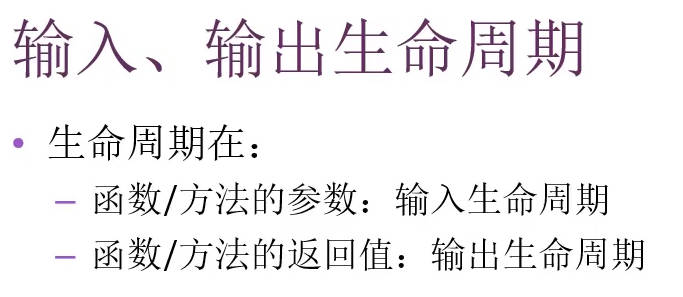 输入、输出生命周期
• 生命周期在：
– 函数/方法的参数：输入生命周期
– 函数/方法的返回值：输出生命周期